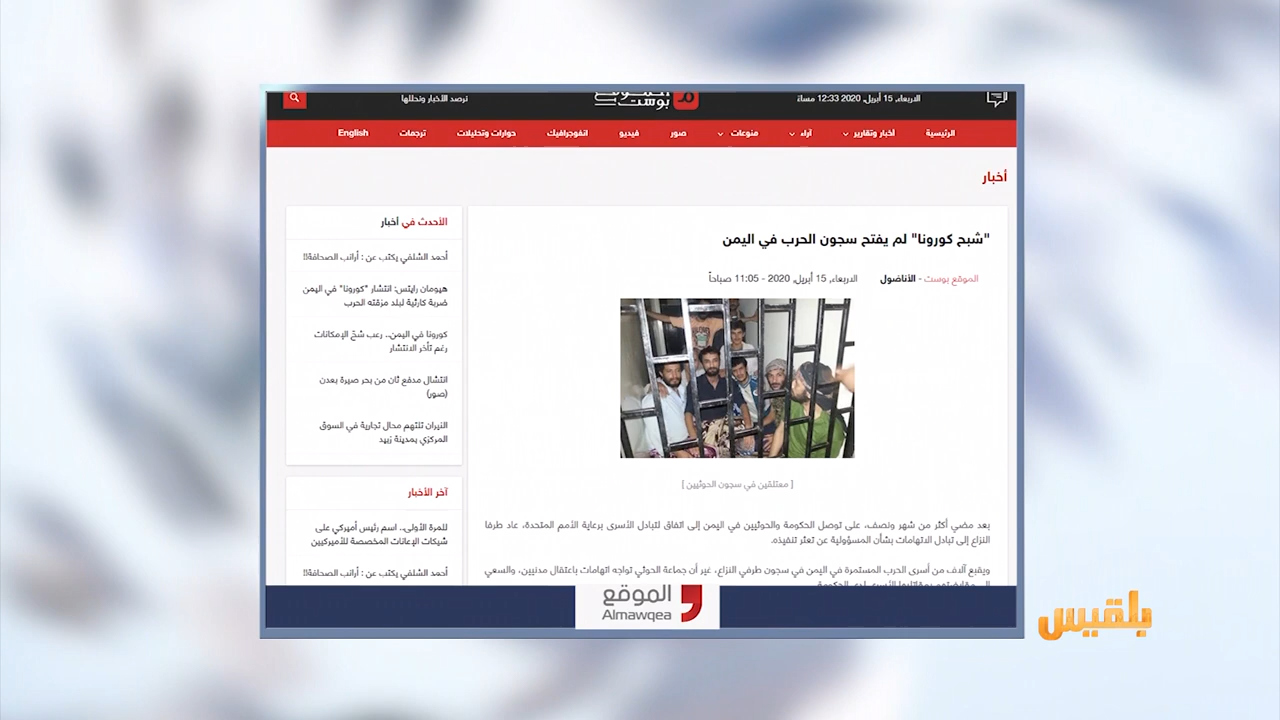 الموقع
بوست
نرصد الأخبار ونحللها
الاربعاء, 15 أبريل, 2020 12:33 مساءً
الرئيسية
أخبار وتقارير
آراء
منوعات
صور
فيديو
انفوجرافيك
حوارات وتحليلات
ترجمات
English
أخبار
"شبح كورونا" لم يفتح سجون الحرب في اليمن
الموقع بوست - الأناضول
الاربعاء, 15 أبريل, 2020 - 11:05 صباحاً
[ معتقلين في سجون الحوثيين ]
بعد مضي أكثر من شهر ونصف، على توصل الحكومة والحوثيين في اليمن إلى اتفاق لتبادل الأسرى برعاية الأمم المتحدة، عاد طرفا
النزاع إلى تبادل الاتهامات بشأن المسؤولية عن تعثر تنفيذه.
ويقبع آلاف من أسرى الحرب المستمرة في اليمن في سجون طرفي النزاع، غير أن جماعة الحوثي تواجه اتهامات باعتقال مدنيين، والسعي
الأحدث في أخبار
أحمد الشلفي يكتب عن : أرانب الصحافة!!
هيومان رايتس: انتشار "كورونا" في اليمن
ضربة كارثية لبلد مزقته الحرب
كورونا في اليمن.. رعب شحّ الإمكانات
رغم تأخر الانتشار
انتشال مدفع ثان من بحر صيرة بعدن
(صور)
النيران تلتهم محال تجارية في السوق
المركزي بمدينة زبيد
آخر الأخبار
للمرة الأولى.. اسم رئيس أميركي على
شيكات الإعانات المخصصة للأميركيين
أحمد الشلفي يكتب عن : أرانب الصحافة!!
الموقع
Almawqea
بلقيس